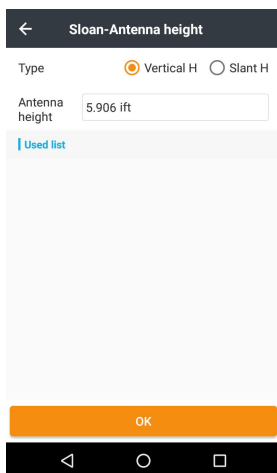 Sloan-Antenna height
Type Vertical H Slant H
Antenna
height
5.906 ift
Used list
OK